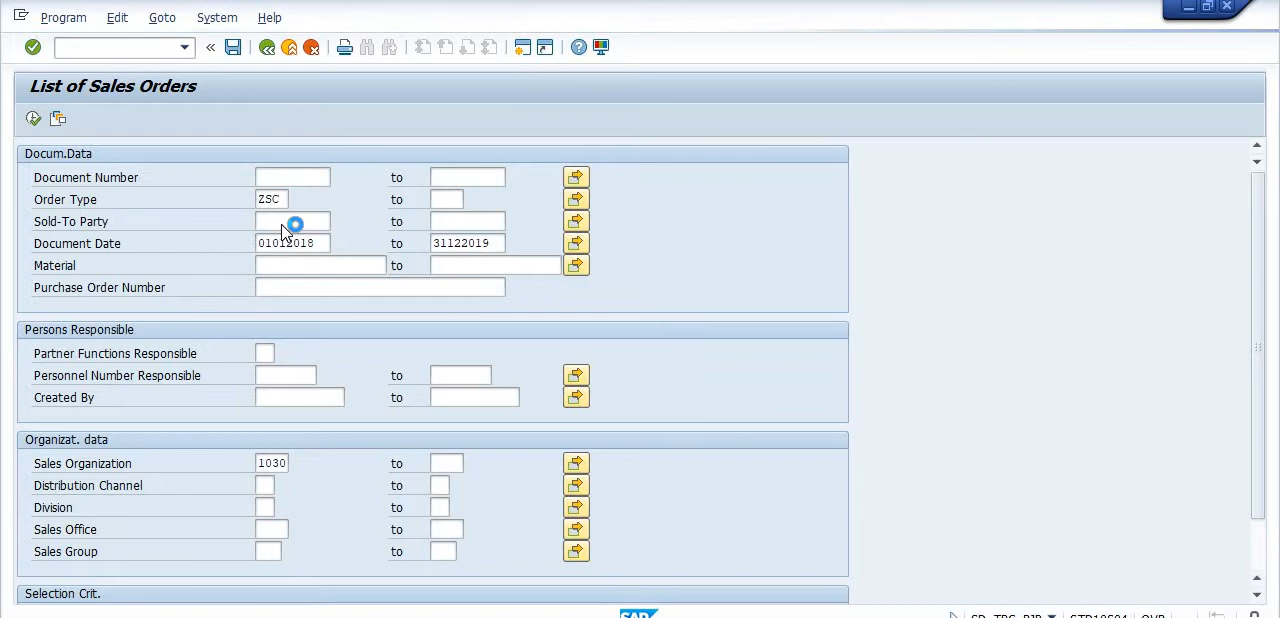 Program Edit Goto System Help
List of Sales Orders
Docum.Data
Document Number to
Order Type ZSC to
Sold-To Party to
Document Date 01012018 to 31122019
Material to
Purchase Order Number
Persons Responsible
Partner Functions Responsible
Personnel Number Responsible to
Created By to
Organizat. data
Sales Organization 1030 to
Distribution Channel to
Division to
Sales Office to
Sales Group to
Selection Crit.
SAP